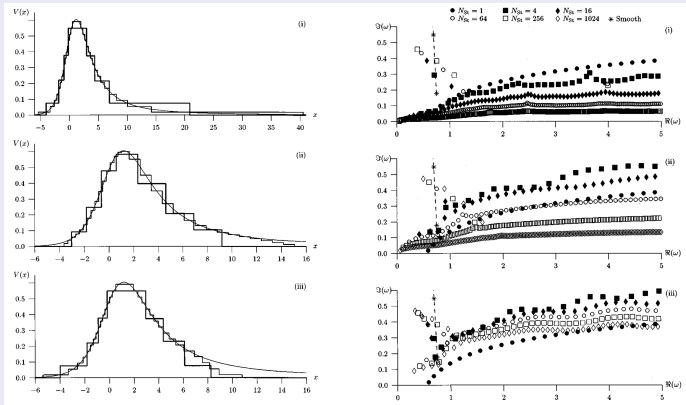 V(x)
(i)
0.5
0.4
0.3
0.2
0.1
0.0
−5 0 5 10 15 20 25 30 35 40 x
V(x)
(ii)
0.5
0.4
0.3
0.2
0.1
0.0
−6 −4 −2 0 2 4 6 8 10 12 14 16 x
V(x)
(iii)
0.5
0.4
0.3
0.2
0.1
0.0
−6 −4 −2 0 2 4 6 8 10 12 14 16 x
● N_St = 1 ■ N_St = 4 ♦ N_St = 16
○ N_St = 64 □ N_St = 256 ◇ N_St = 1024 ∗ Smooth
ℑ(ω)
(i)
0.5
0.4
0.3
0.2
0.1
0.0
0 1 2 3 4 5 ℜ(ω)
ℑ(ω)
(ii)
0.5
0.4
0.3
0.2
0.1
0.0
0 1 2 3 4 5 ℜ(ω)
ℑ(ω)
(iii)
0.5
0.4
0.3
0.2
0.1
0.0
0 1 2 3 4 5 ℜ(ω)